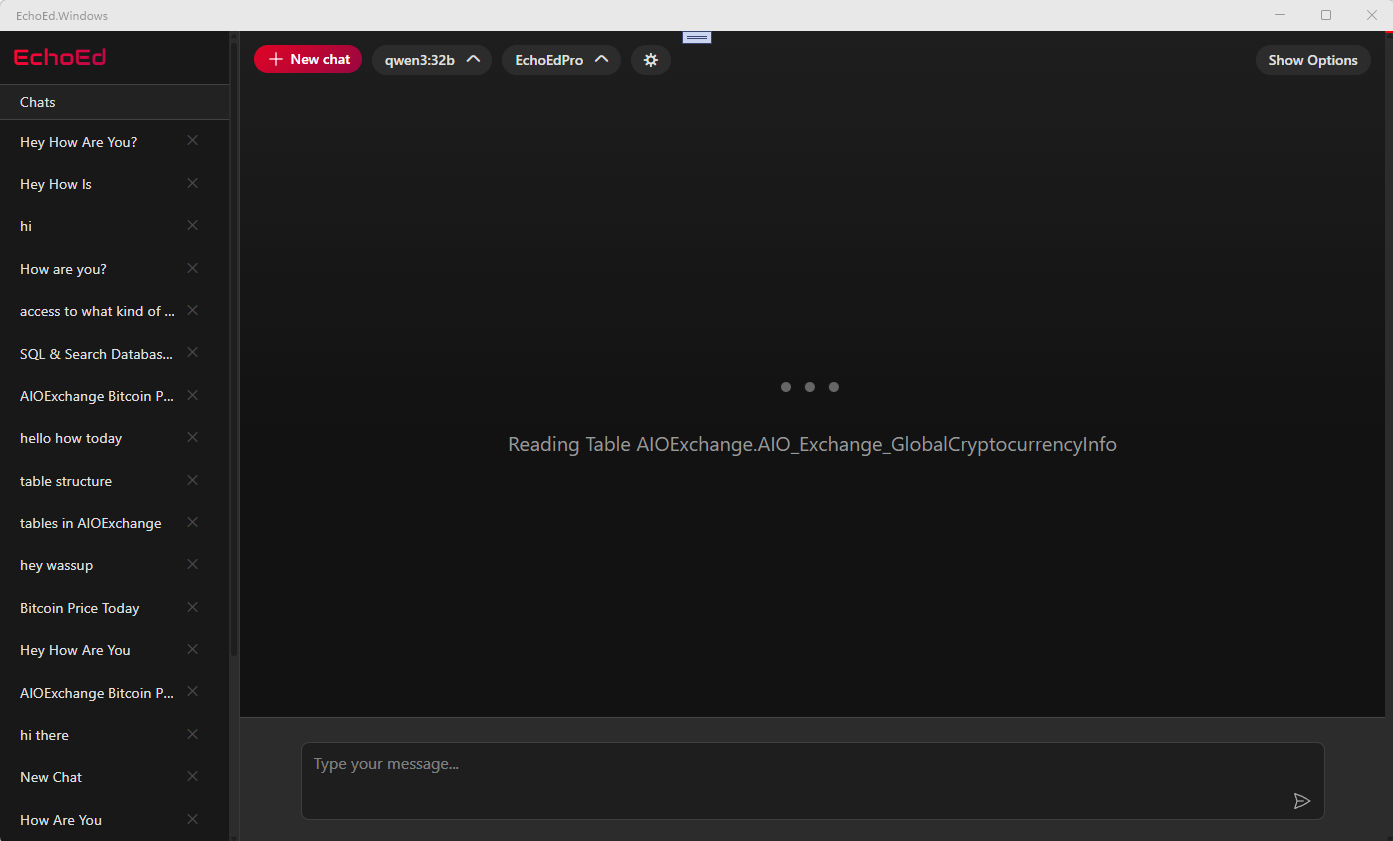 EchoEd.Windows
EchoEd
New chat
qwen3:32b
EchoEdPro
Show Options
Chats
Hey How Are You?
Hey How Is
hi
How are you?
access to what kind of ...
SQL & Search Databas...
AIOExchange Bitcoin P...
hello how today
table structure
tables in AIOExchange
hey wassup
Bitcoin Price Today
Hey How Are You
AIOExchange Bitcoin P...
hi there
New Chat
How Are You
Reading Table AIOExchange.AIO_Exchange_GlobalCryptocurrencyInfo
Type your message...